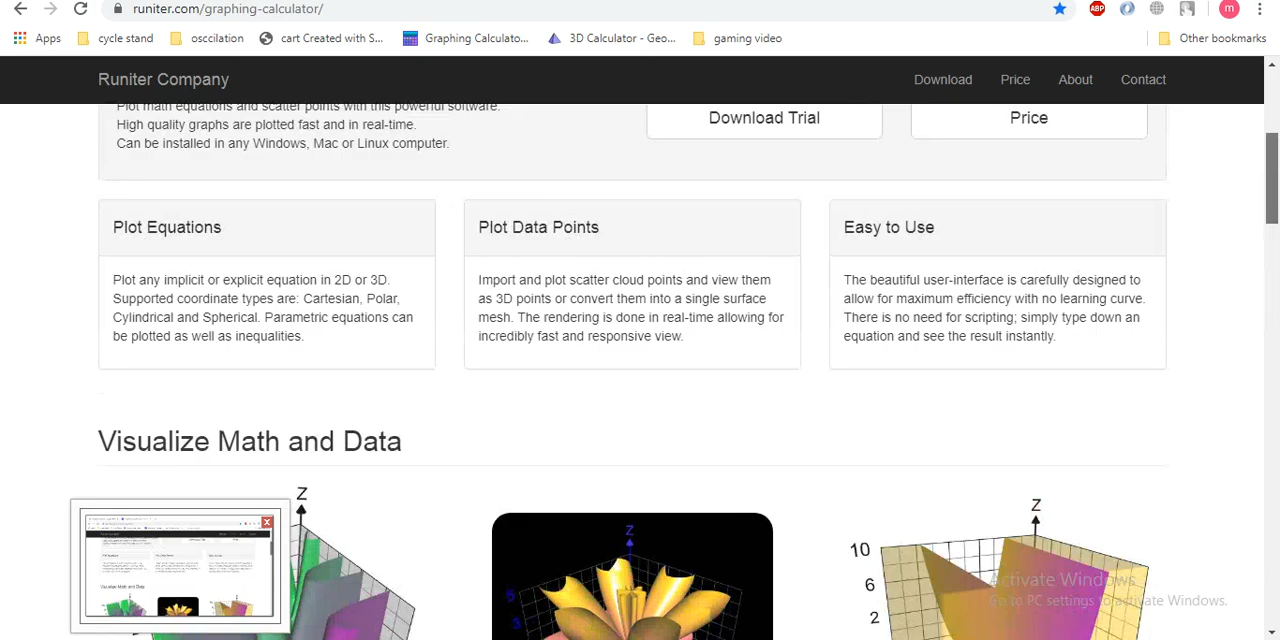 runiter.com/graphing-calculator/
ABP
m
Apps
cycle stand
osccilation
cart Created with S...
Graphing Calculato...
3D Calculator - Geo...
gaming video
Other bookmarks
Runiter Company
Download
Price
About
Contact
Plot math equations and scatter points with this powerful software.
High quality graphs are plotted fast and in real-time.
Can be installed in any Windows, Mac or Linux computer.
Download Trial
Price
Plot Equations
Plot any implicit or explicit equation in 2D or 3D.
Supported coordinate types are: Cartesian, Polar,
Cylindrical and Spherical. Parametric equations can
be plotted as well as inequalities.
Plot Data Points
Import and plot scatter cloud points and view them
as 3D points or convert them into a single surface
mesh. The rendering is done in real-time allowing for
incredibly fast and responsive view.
Easy to Use
The beautiful user-interface is carefully designed to
allow for maximum efficiency with no learning curve.
There is no need for scripting; simply type down an
equation and see the result instantly.
Visualize Math and Data
Z
Visualize Math and Data
Z
5
3
Z
10
6
2
Activate Windows
Go to PC settings to activate Windows.